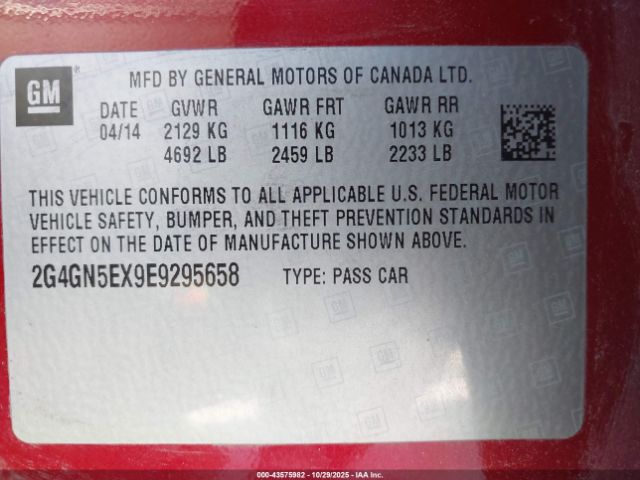 GM
MFD BY GENERAL MOTORS OF CANADA LTD.
DATE GVWR GAWR FRT GAWR RR
04/14 2129 KG 1116 KG 1013 KG
4692 LB 2459 LB 2233 LB
THIS VEHICLE CONFORMS TO ALL APPLICABLE U.S. FEDERAL MOTOR
VEHICLE SAFETY, BUMPER, AND THEFT PREVENTION STANDARDS IN
EFFECT ON THE DATE OF MANUFACTURE SHOWN ABOVE.
2G4GN5EX9E9295658 TYPE: PASS CAR
000-43575982 - 10/29/2025 - IAA Inc.